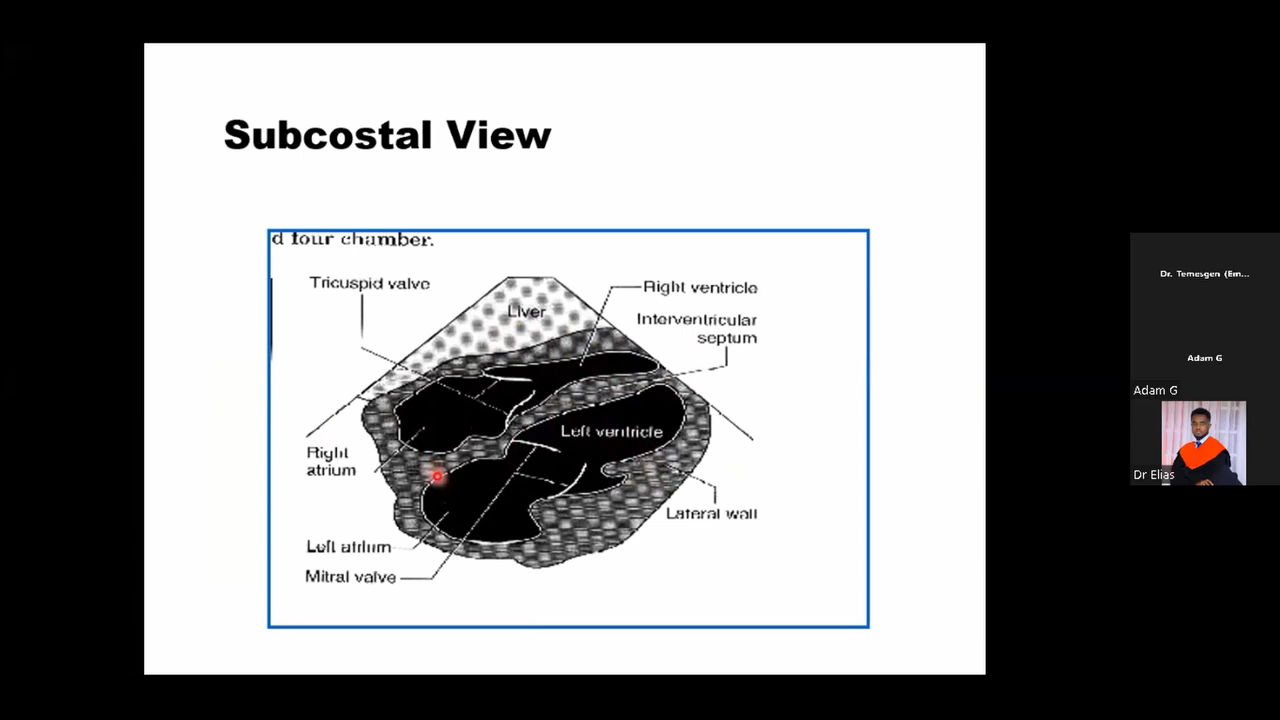 Subcostal View
d four chamber.
Tricuspid valve
Liver
Right ventricle
Interventricular
septum
Left ventricle
Right
atrium
Lateral wall
Left atrium
Mitral valve
Dr. Temesgen (Em...
Adam G
Adam G
Dr Elias